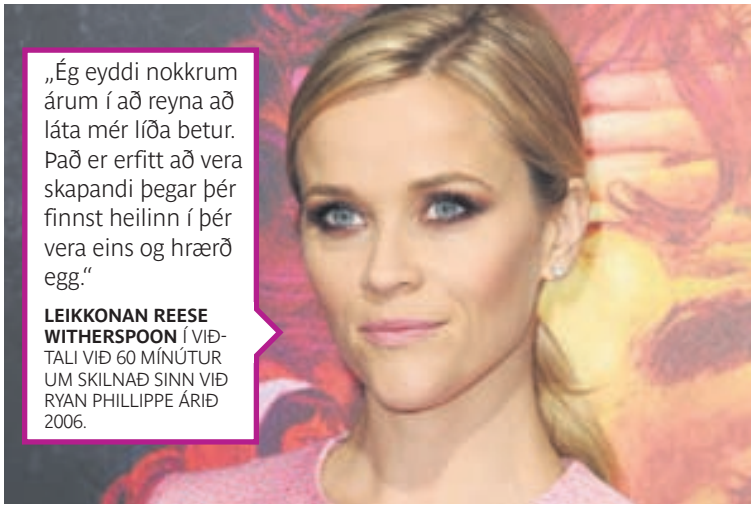 „Ég eyddi nokkrum
árum í að reyna að
láta mér líða betur.
Það er erfitt að vera
skapandi þegar þér
finnst heilinn í þér
vera eins og hrærð
egg.“
LEIKKONAN REESE
WITHERSPOON Í VIÐ-
TALI VIÐ 60 MÍNÚTUR
UM SKILNAÐ SINN VIÐ
RYAN PHILLIPPE ÁRIÐ
2006.